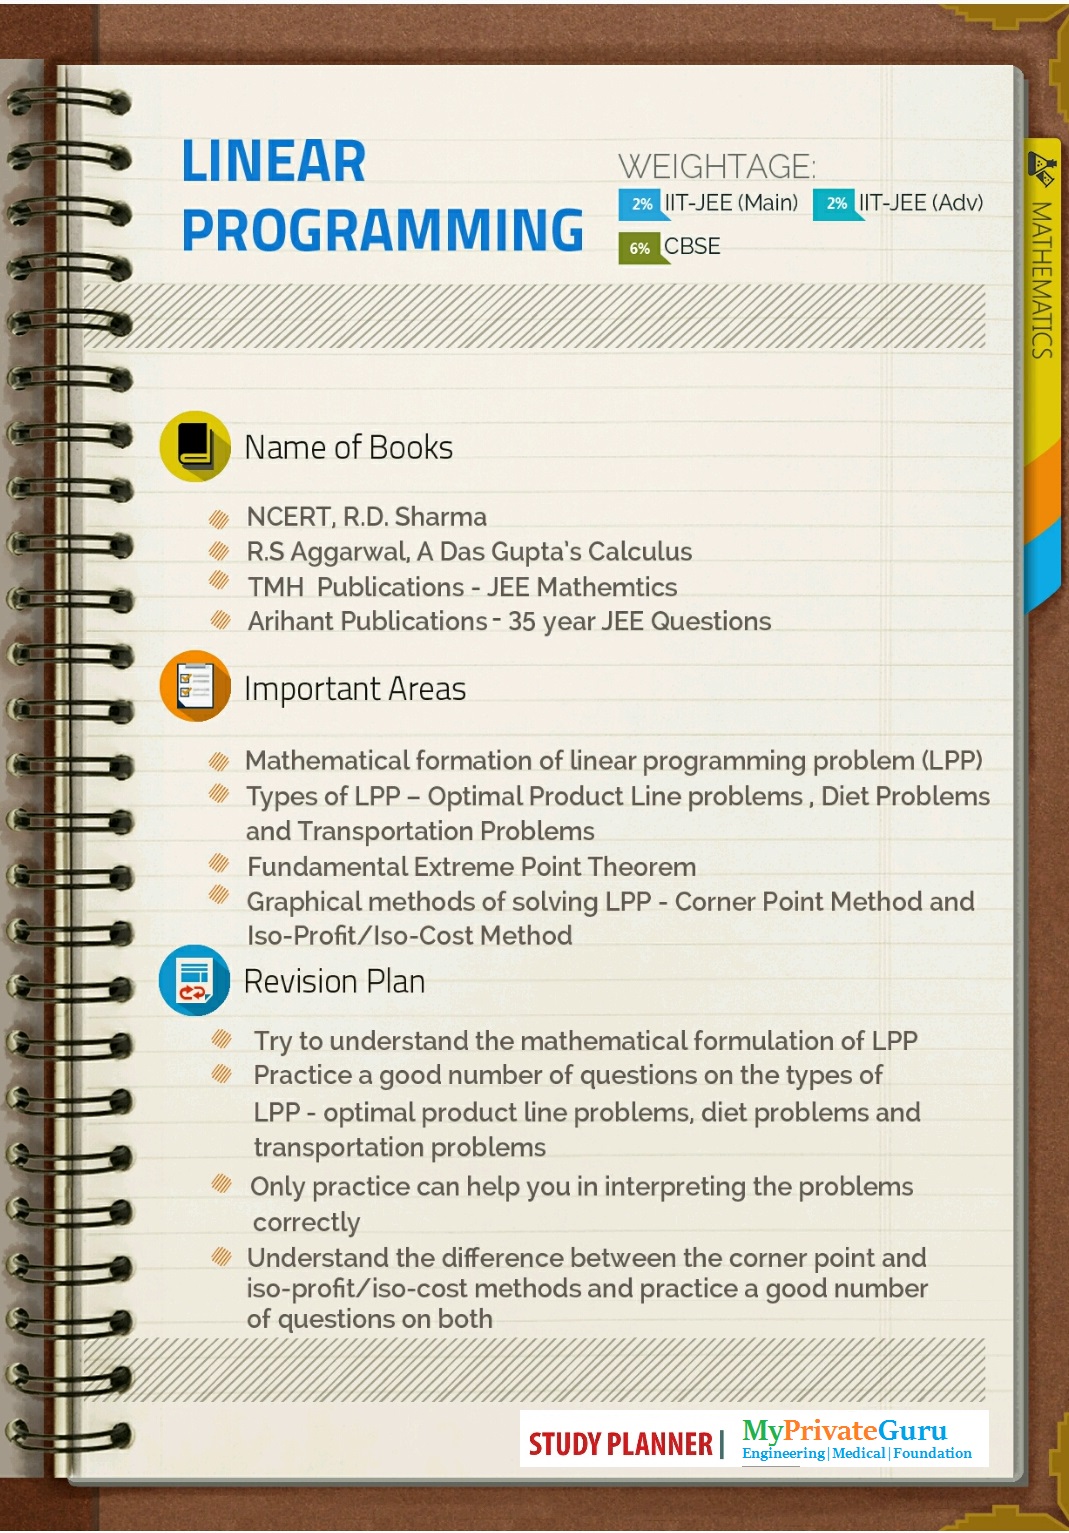 LINEAR
PROGRAMMING
WEIGHTAGE:
2% IIT-JEE (Main) 2% IIT-JEE (Adv)
6% CBSE
MATHEMATICS
Name of Books
NCERT, R.D. Sharma
R.S Aggarwal, A Das Gupta's Calculus
TMH Publications - JEE Mathemtics
Arihant Publications - 35 year JEE Questions
Important Areas
Mathematical formation of linear programming problem (LPP)
Types of LPP – Optimal Product Line problems , Diet Problems
and Transportation Problems
Fundamental Extreme Point Theorem
Graphical methods of solving LPP - Corner Point Method and
Iso-Profit/Iso-Cost Method
Revision Plan
Try to understand the mathematical formulation of LPP
Practice a good number of questions on the types of
LPP - optimal product line problems, diet problems and
transportation problems
Only practice can help you in interpreting the problems
correctly
Understand the difference between the corner point and
iso-profit/iso-cost methods and practice a good number
of questions on both
STUDY PLANNER | MyPrivateGuru
Engineering|Medical|Foundation